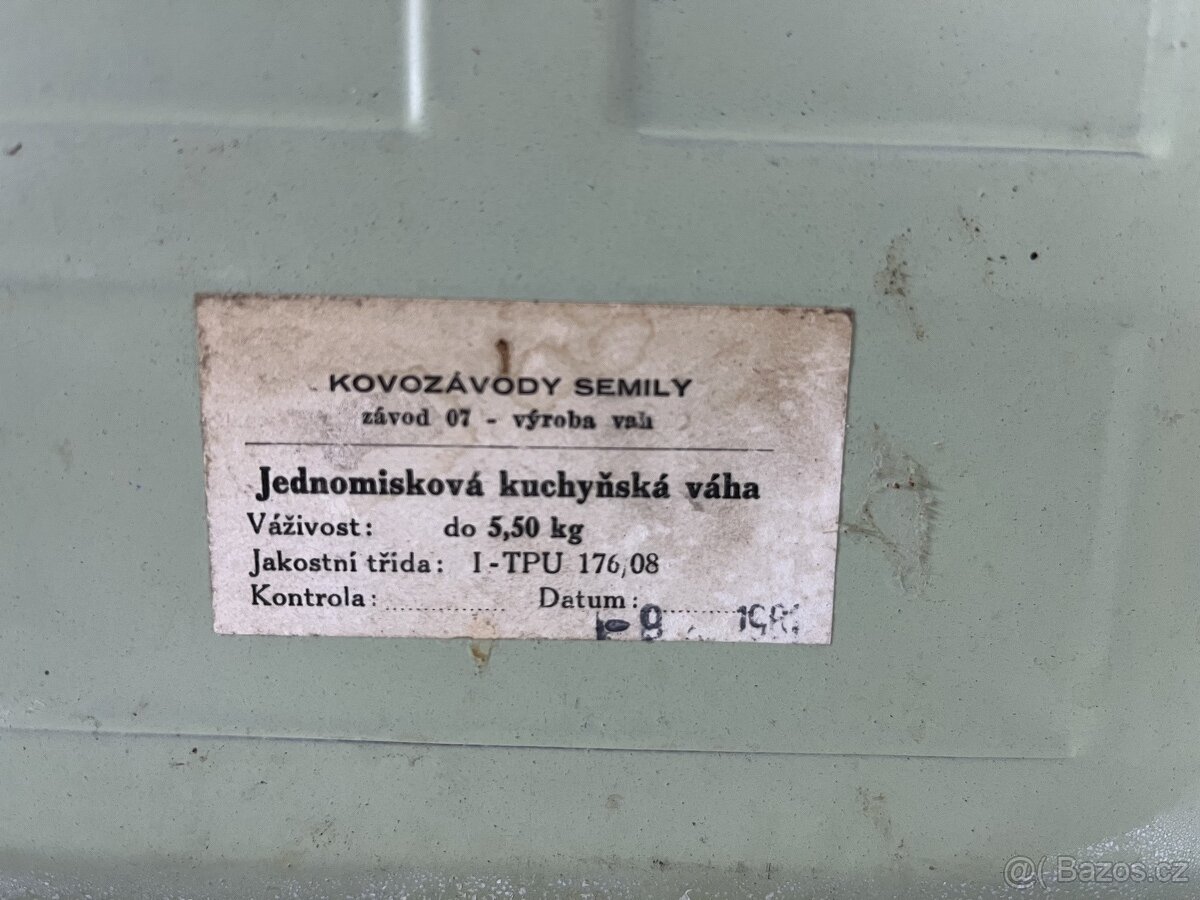 KOVOZÁVODY SEMILY
závod 07 - výroba vah
Jednomisková kuchyňská váha
Váživost: do 5,50 kg
Jakostní třída: I-TPU 176,08
Kontrola: Datum:
@( Bazos.cz